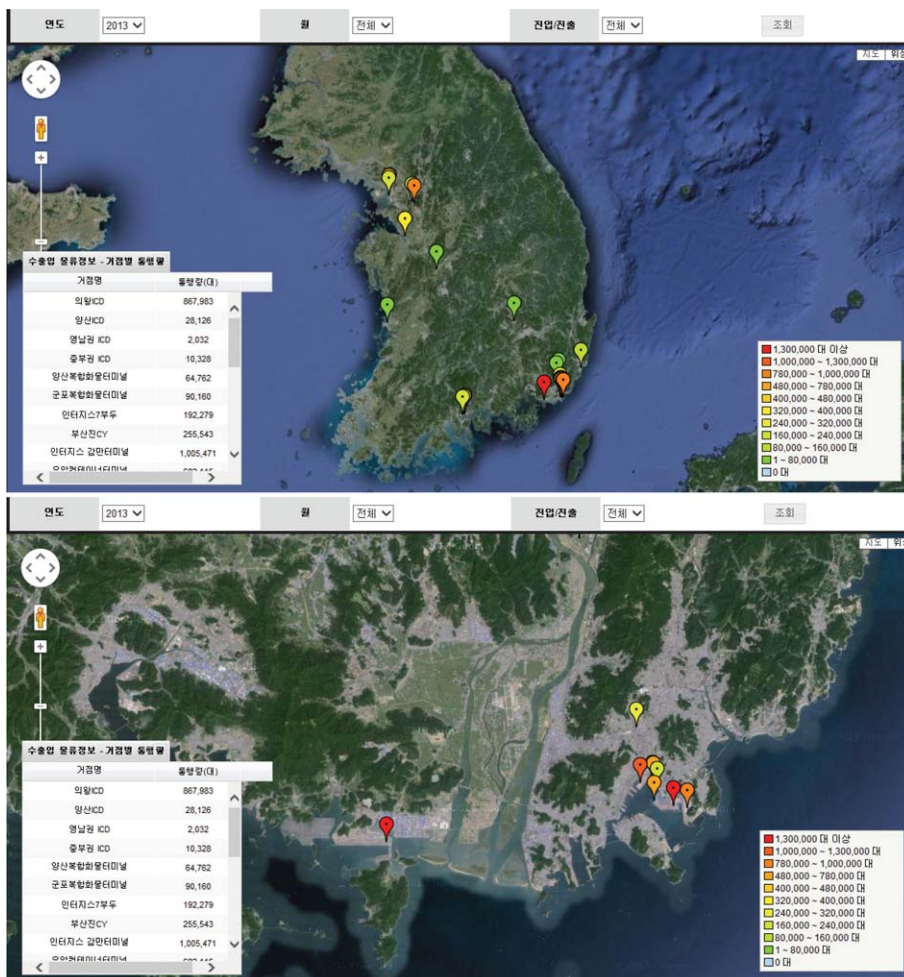 연도 2013 월 전체 진입/진출 전체 조회
지도
수출입 물류정보 - 거점별 통행량
거점명 통행량(대)
의왕ICD 867,983
양산ICD 28,126
영남권 ICD 2,032
중부권 ICD 10,328
양산복합화물터미널 64,762
군포복합화물터미널 90,160
인터지스7부두 192,279
부산진CY 255,543
인터지스 감만터미널 1,005,471
1,300,000 대 이상
1,000,000 ~ 1,300,000 대
780,000 ~ 1,000,000 대
480,000 ~ 780,000 대
400,000 ~ 480,000 대
320,000 ~ 400,000 대
240,000 ~ 320,000 대
160,000 ~ 240,000 대
80,000 ~ 160,000 대
1 ~ 80,000 대
0 대
연도 2013 월 전체 진입/진출 전체 조회
지도
수출입 물류정보 - 거점별 통행량
거점명 통행량(대)
의왕ICD 867,983
양산ICD 28,126
영남권 ICD 2,032
중부권 ICD 10,328
양산복합화물터미널 64,762
군포복합화물터미널 90,160
인터지스7부두 192,279
부산진CY 255,543
인터지스 감만터미널 1,005,471
1,300,000 대 이상
1,000,000 ~ 1,300,000 대
780,000 ~ 1,000,000 대
480,000 ~ 780,000 대
400,000 ~ 480,000 대
320,000 ~ 400,000 대
240,000 ~ 320,000 대
160,000 ~ 240,000 대
80,000 ~ 160,000 대
1 ~ 80,000 대
0 대